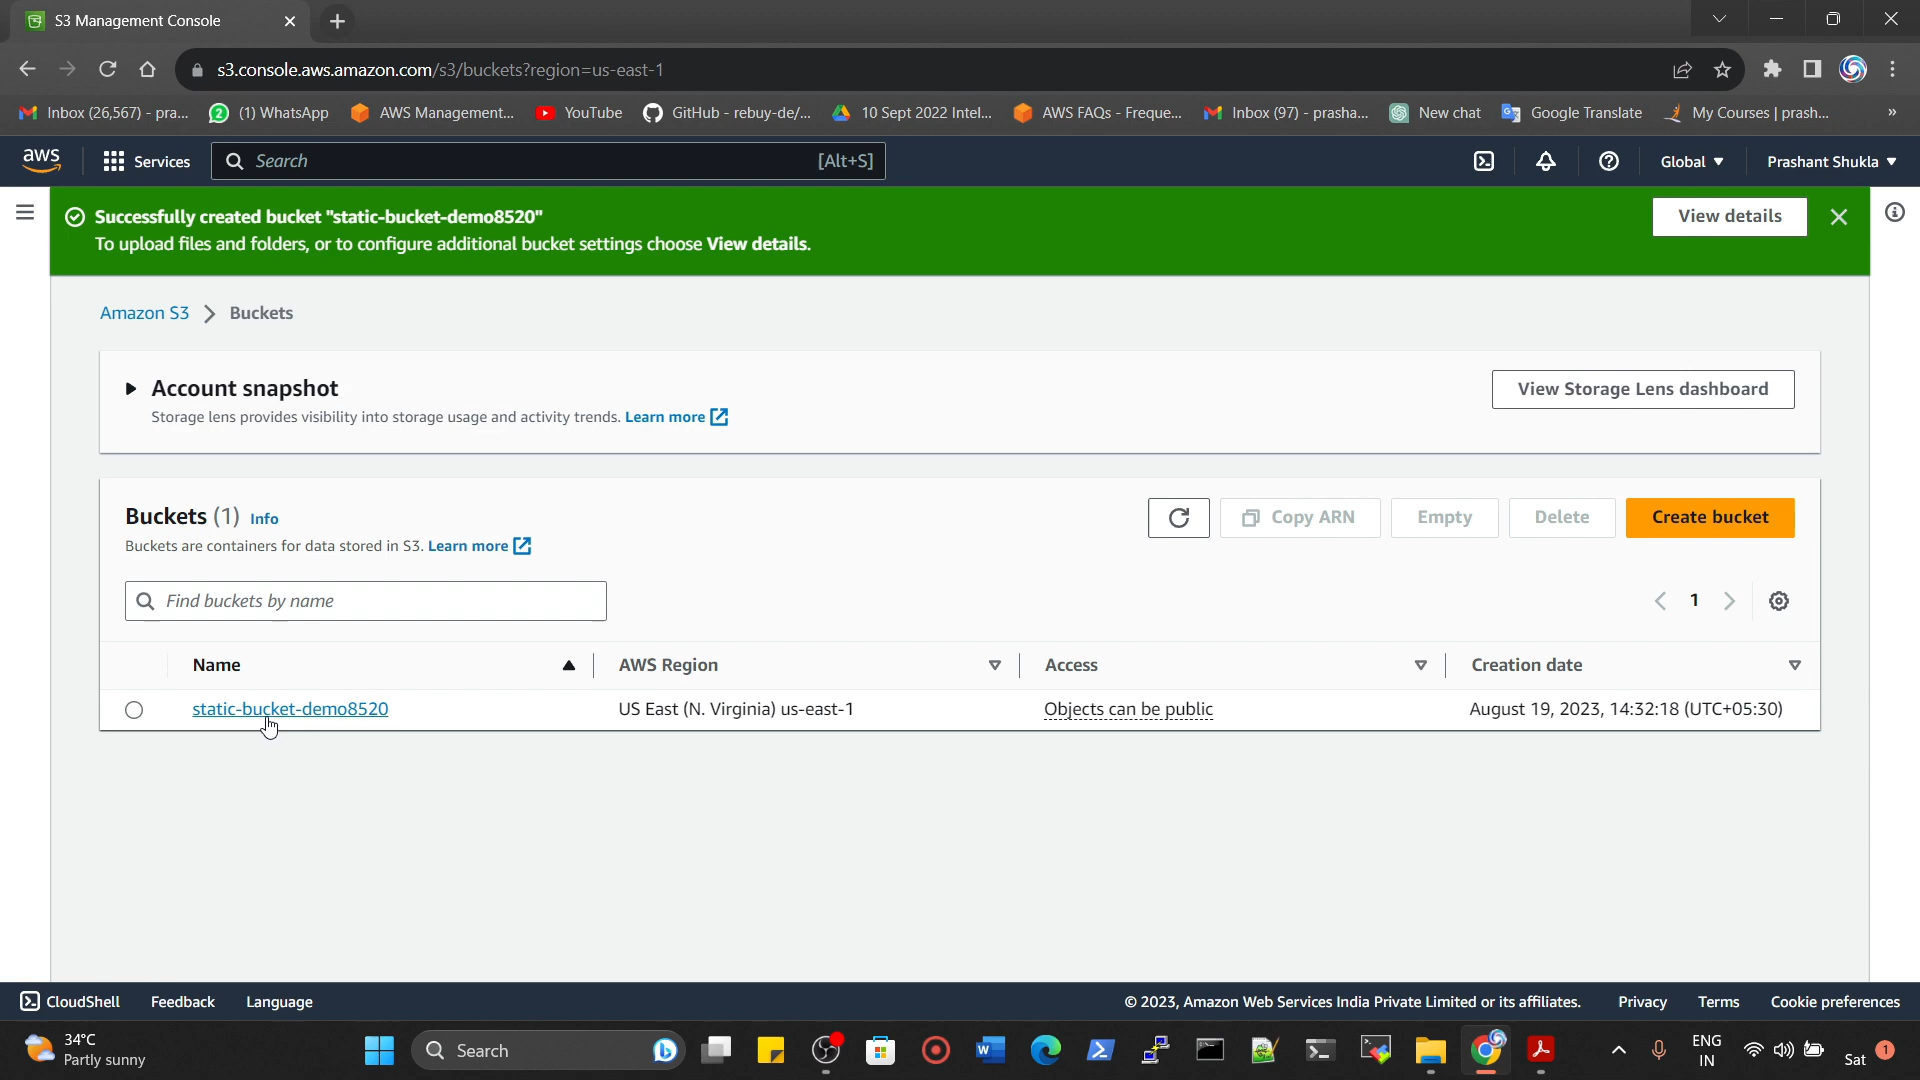 S3 Management Console
s3.console.aws.amazon.com/s3/buckets?region=us-east-1
Inbox (26,567) - pra...
(1) WhatsApp
AWS Management...
YouTube
GitHub - rebuy-de/...
10 Sept 2022 Intel...
AWS FAQs - Freque...
Inbox (97) - prasha...
New chat
Google Translate
My Courses | prash...
»
aws
Services
Search
[Alt+S]
Global
Prashant Shukla
Successfully created bucket "static-bucket-demo8520"
To upload files and folders, or to configure additional bucket settings choose View details.
View details
Amazon S3
Buckets
Account snapshot
Storage lens provides visibility into storage usage and activity trends. Learn more
View Storage Lens dashboard
Buckets (1) Info
Buckets are containers for data stored in S3. Learn more
Copy ARN
Empty
Delete
Create bucket
Find buckets by name
1
Name
AWS Region
Access
Creation date
static-bucket-demo8520
US East (N. Virginia) us-east-1
Objects can be public
August 19, 2023, 14:32:18 (UTC+05:30)
CloudShell
Feedback
Language
© 2023, Amazon Web Services India Private Limited or its affiliates.
Privacy
Terms
Cookie preferences
34°C
Partly sunny
Search
ENG
IN
Sat
1